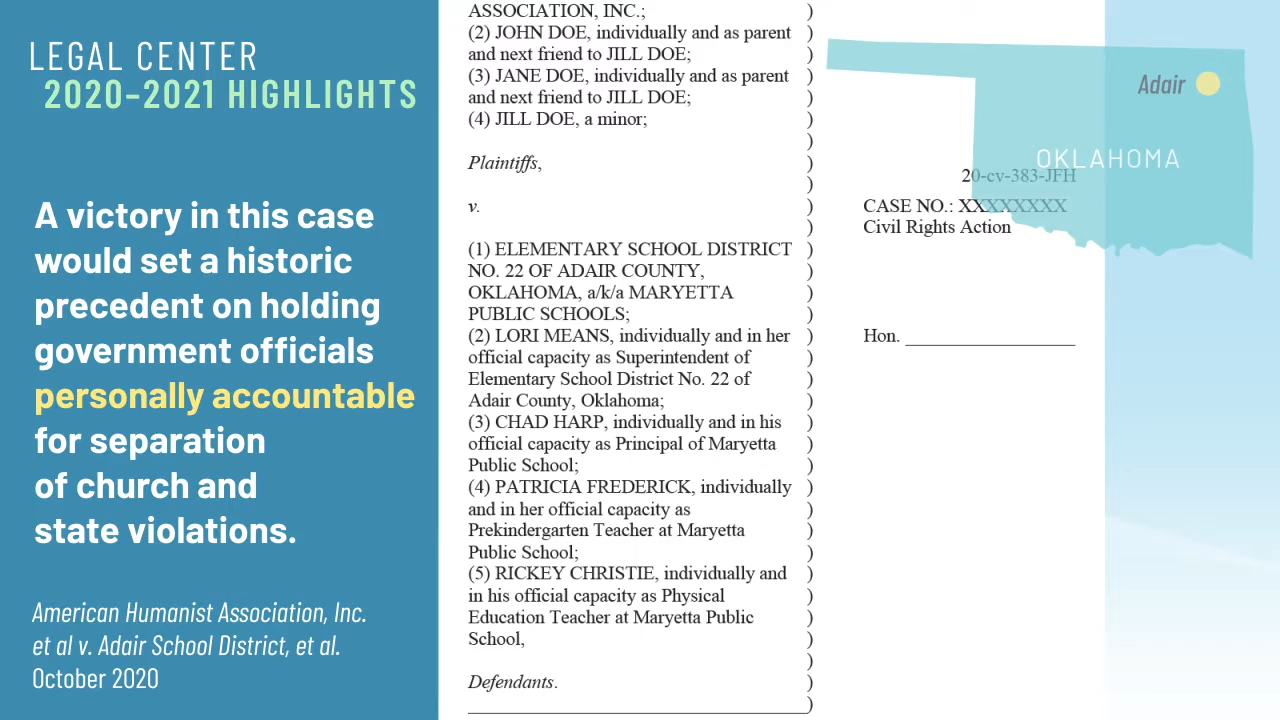 LEGAL CENTER
2020-2021 HIGHLIGHTS
A victory in this case
would set a historic
precedent on holding
government officials
personally accountable
for separation
of church and
state violations.
American Humanist Association, Inc.
et al v. Adair School District, et al.
October 2020
ASSOCIATION, INC.; )
(2) JOHN DOE, individually and as parent )
and next friend to JILL DOE; )
(3) JANE DOE, individually and as parent )
and next friend to JILL DOE; )
(4) JILL DOE, a minor; )
)
Plaintiffs, )
)
v. )
)
(1) ELEMENTARY SCHOOL DISTRICT )
NO. 22 OF ADAIR COUNTY, )
OKLAHOMA, a/k/a MARYETTA )
PUBLIC SCHOOLS; )
(2) LORI MEANS, individually and in her )
official capacity as Superintendent of )
Elementary School District No. 22 of )
Adair County, Oklahoma; )
(3) CHAD HARP, individually and in his )
official capacity as Principal of Maryetta )
Public School; )
(4) PATRICIA FREDERICK, individually )
and in her official capacity as )
Prekindergarten Teacher at Maryetta )
Public School; )
(5) RICKEY CHRISTIE, individually and )
in his official capacity as Physical )
Education Teacher at Maryetta Public )
School, )
)
Defendants. )
)
Adair
OKLAHOMA
20-cv-383-JFH
CASE NO.: XXXXXXXX
Civil Rights Action
Hon. __________________